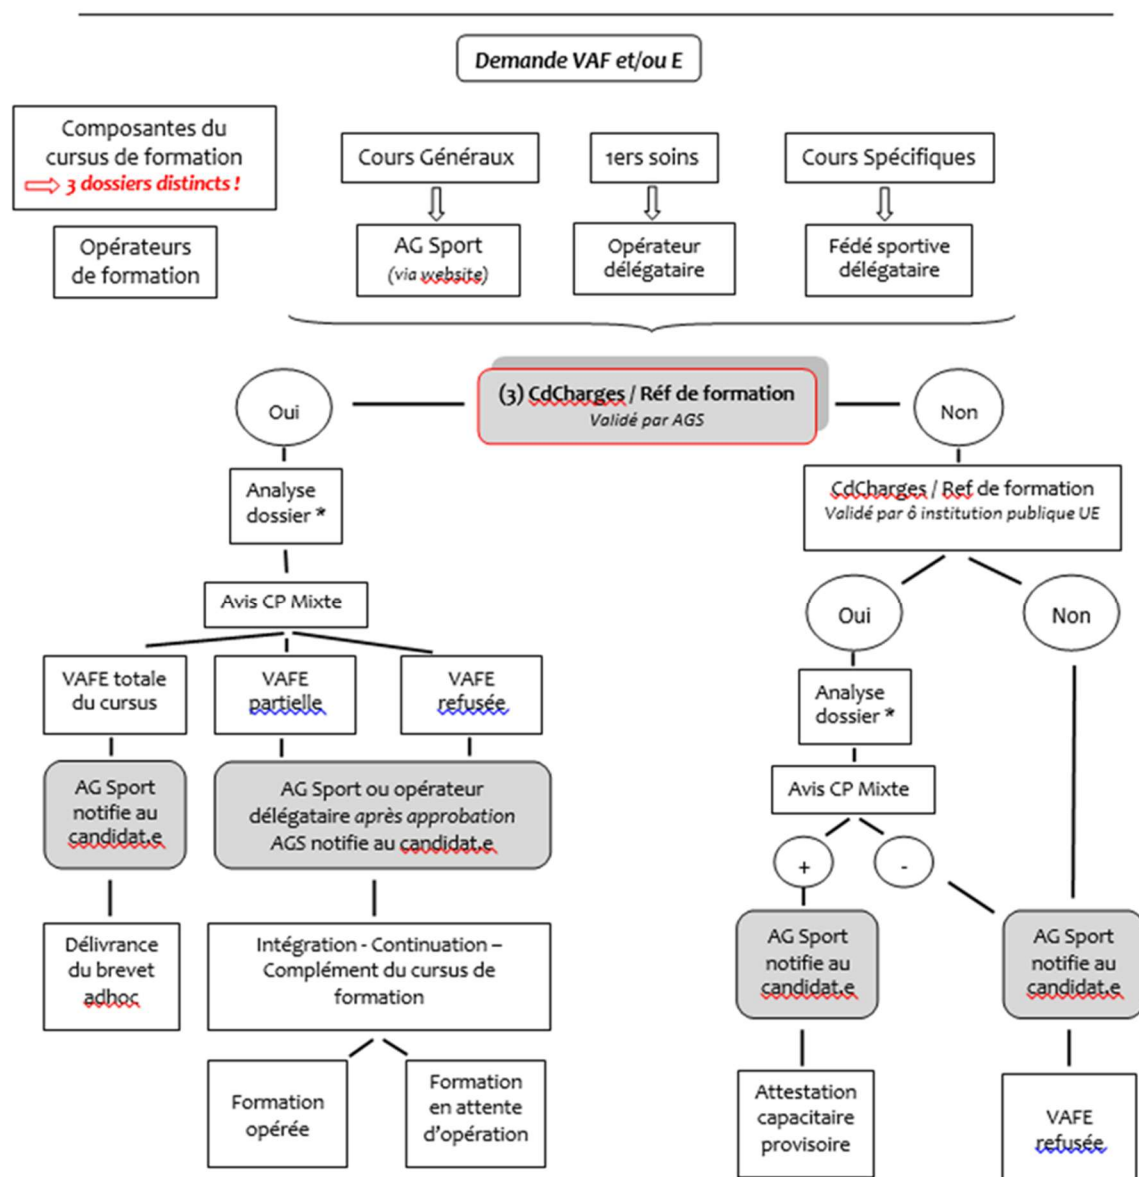 Demande VAF et/ou E
Composantes du
cursus de formation
3 dossiers distincts !
Cours Généraux
1ers soins
Cours Spécifiques
Opérateurs
de formation
AG Sport
(via website)
Opérateur
délégataire
Fédé sportive
délégataire
Oui
(3) CdCharges / Réf de formation
Validé par AGS
Non
Analyse
dossier *
CdCharges / Ref de formation
Validé par ô institution publique UE
Avis CP Mixte
Oui
Non
VAFE totale
du cursus
VAFE
partielle
VAFE
refusée
Analyse
dossier *
AG Sport
notifie au
candidat.e
AG Sport ou opérateur
délégataire après approbation
AGS notifie au candidat.e
Avis CP Mixte
+
-
Délivrance
du brevet
adhoc
Intégration - Continuation –
Complément du cursus de
formation
AG Sport
notifie au
candidat.e
AG Sport
notifie au
candidat.e
Formation
opérée
Formation
en attente
d'opération
Attestation
capacitaire
provisoire
VAFE
refusée